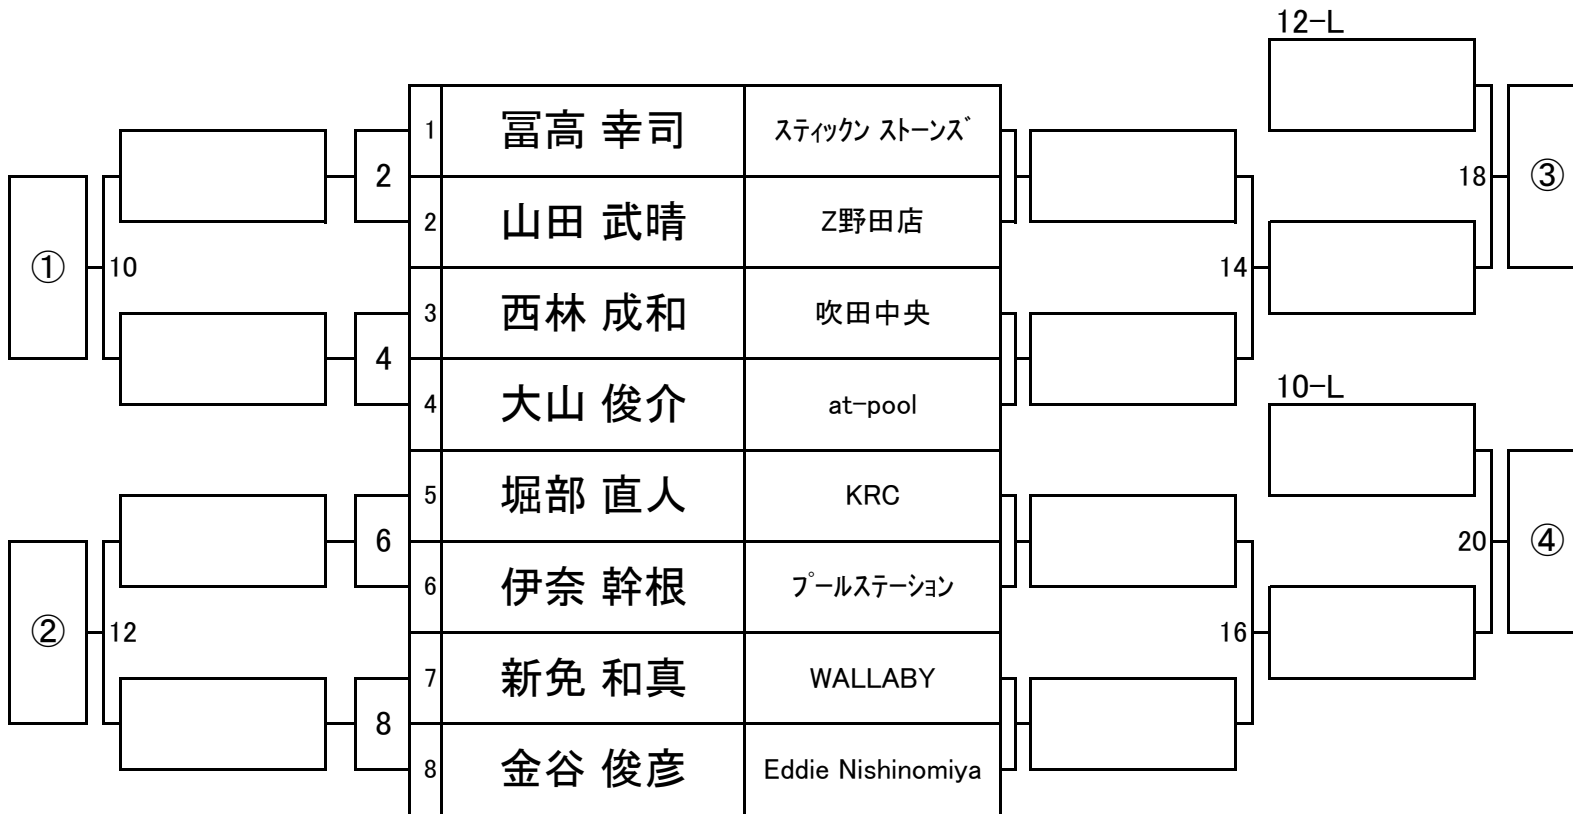 12-L
1 冨高 幸司 スティックン ストーンズ
2
2 山田 武晴 Z野田店
18 ③
① 10
14
3 西林 成和 吹田中央
4
4 大山 俊介 at-pool
10-L
5 堀部 直人 KRC
6
20 ④
6 伊奈 幹根 プールステーション
② 12
16
7 新免 和真 WALLABY
8
8 金谷 俊彦 Eddie Nishinomiya